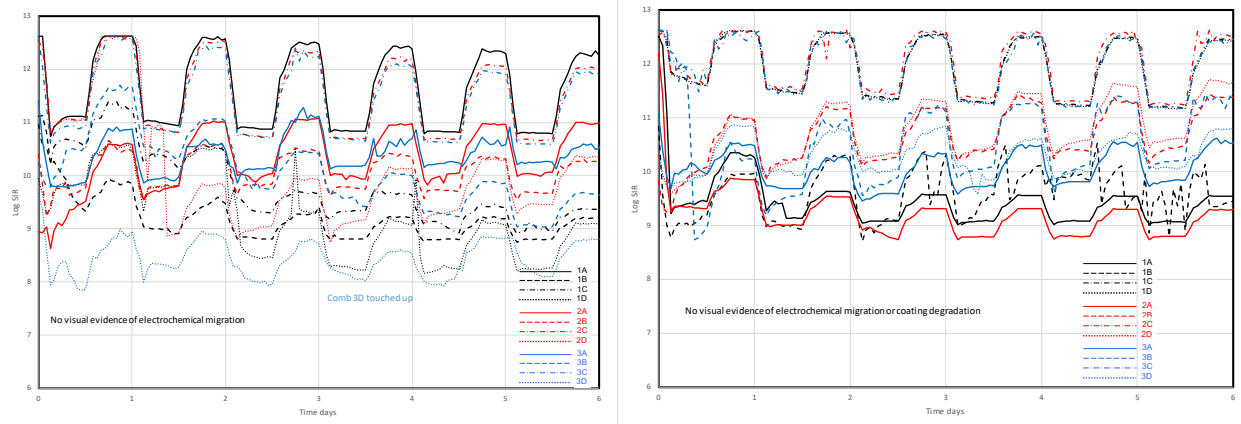 13
12
11
10
9
8
7
6
Log SIR
0
1
2
3
4
5
6
Time days
Comb 3D touched up
No visual evidence of electrochemical migration
1A
1B
1C
1D
2A
2B
2C
2D
3A
3B
3C
3D
13
12
11
10
9
8
7
6
Log SIR
0
1
2
3
4
5
6
Time days
No visual evidence of electrochemical migration or coating degradation
1A
1B
1C
1D
2A
2B
2C
2D
3A
3B
3C
3D